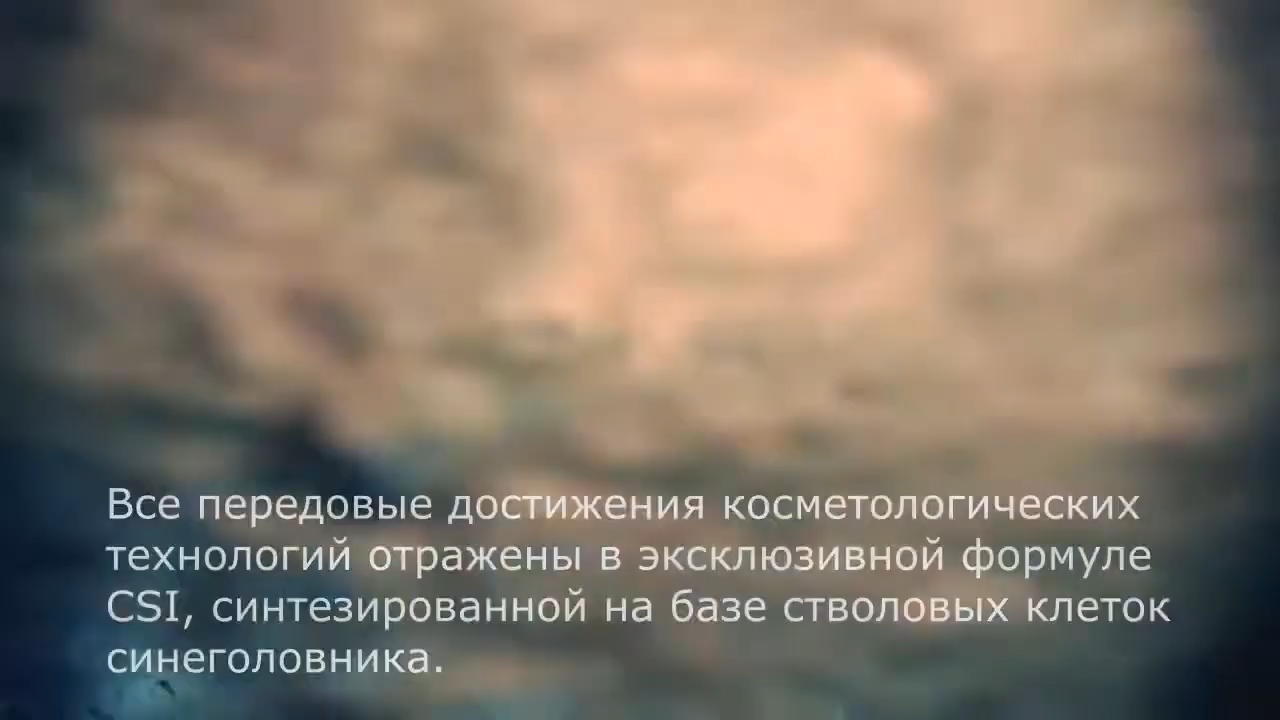 Все передовые достижения косметологических
технологий отражены в эксклюзивной формуле
CSI, синтезированной на базе стволовых клеток
синеголовника.